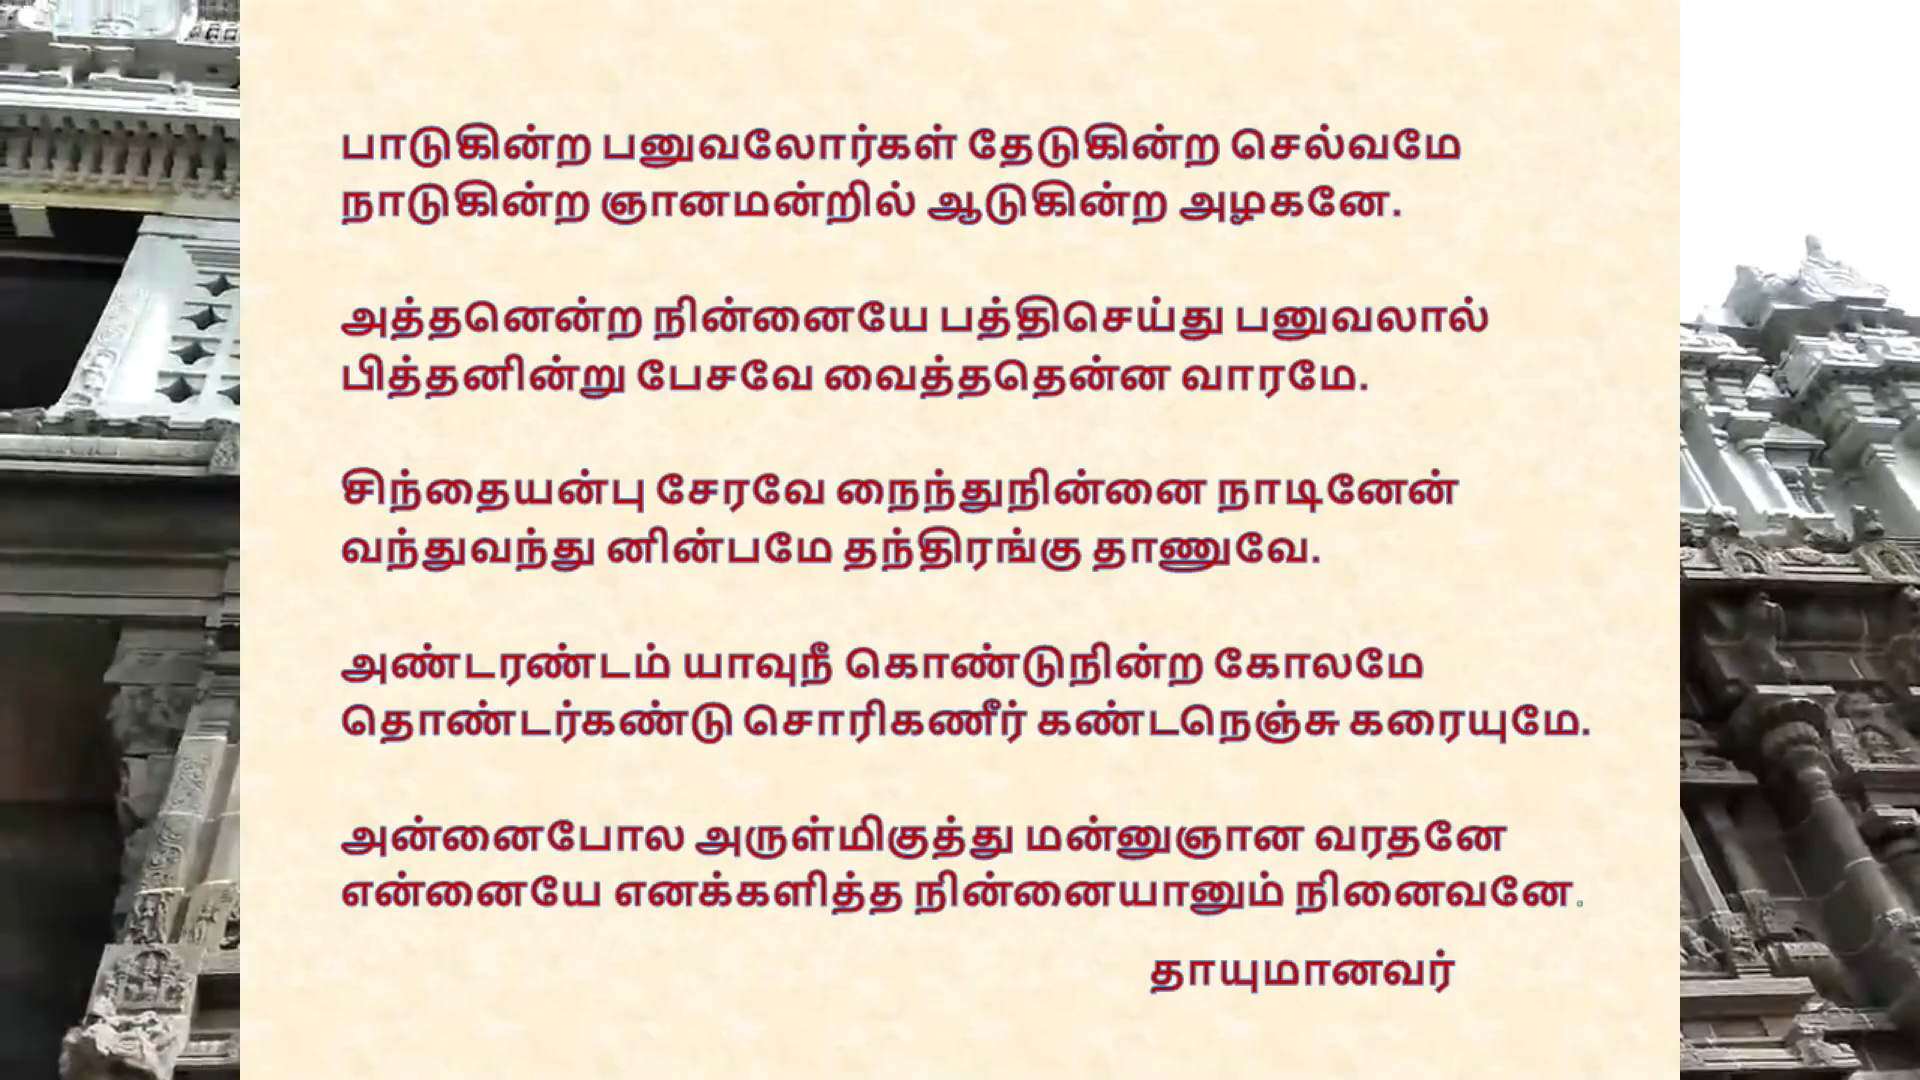 பாடுகின்ற பனுவலோர்கள் தேடுகின்ற செல்வமே
நாடுகின்ற ஞானமன்றில் ஆடுகின்ற அழகனே.
அத்தனென்ற நின்னையே பத்திசெய்து பனுவலால்
பித்தனின்று பேசவே வைத்ததென்ன வாரமே.
சிந்தையன்பு சேரவே நைந்துநின்னை நாடினேன்
வந்துவந்து னின்பமே தந்திரங்கு தாணுவே.
அண்டரண்டம் யாவுநீ கொண்டுநின்ற கோலமே
தொண்டர்கண்டு சொரிகணீர் கண்டநெஞ்சு கரையுமே.
அன்னைபோல அருள்மிகுத்து மன்னுஞான வரதனே
என்னையே எனக்களித்த நின்னையானும் நினைவனே.
தாயுமானவர்